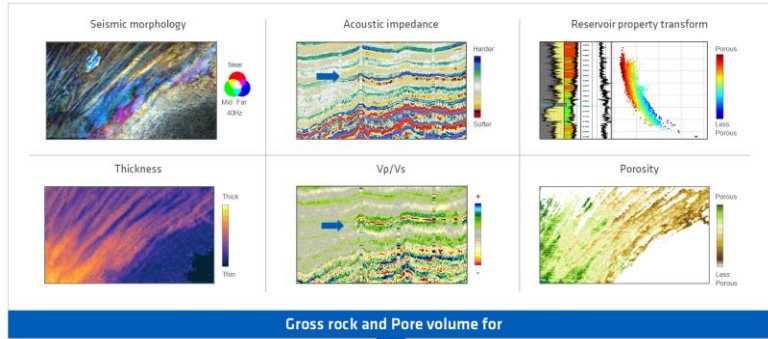 Seismic morphology
Near
Mid Far
40Hz
Acoustic impedance
Harder
Softer
Reservoir property transform
Porous
Less
Porous
Thickness
Thick
Thin
Vp/Vs
+
-
Porosity
Porous
Less
Porous
Gross rock and Pore volume for